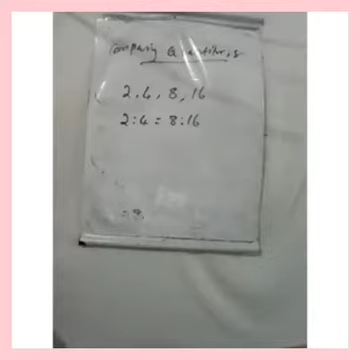 Comparing Quantities
2, 4, 8, 16
2:4 = 8:16